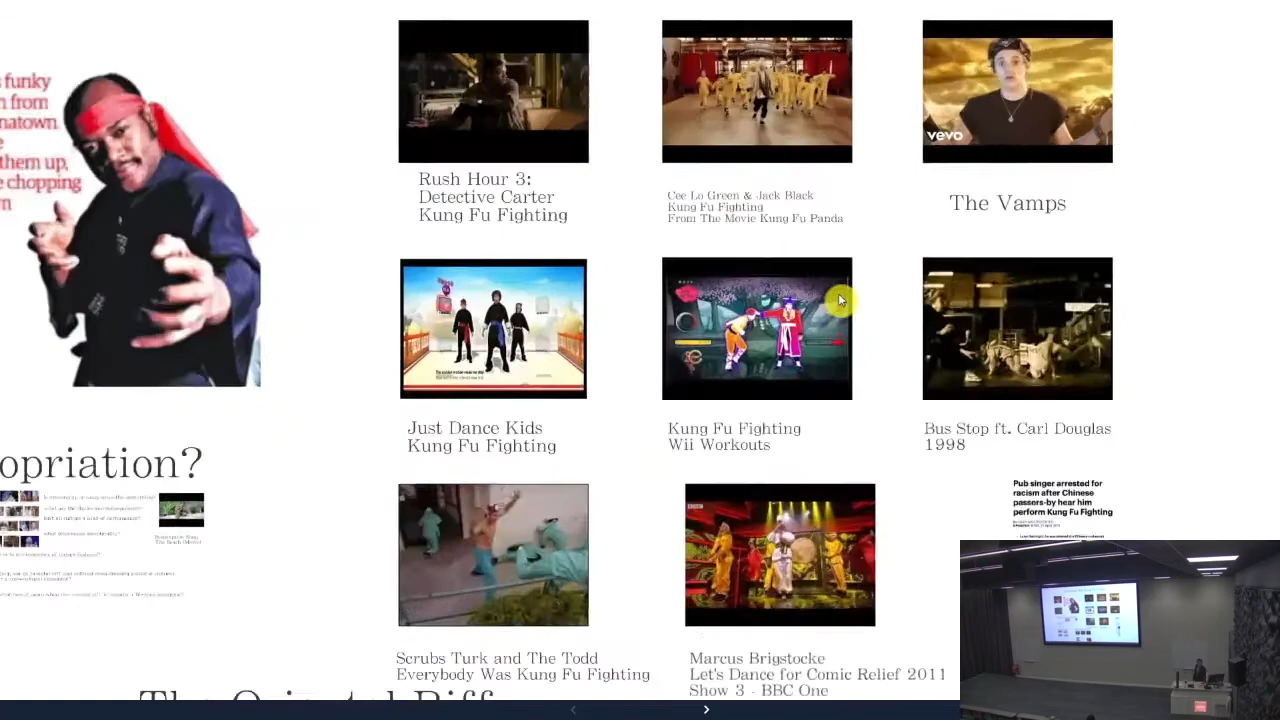 funky
from
natown
them up,
chopping
Rush Hour 3:
Detective Carter
Kung Fu Fighting
Cee Lo Green & Jack Black
Kung Fu Fighting
From The Movie Kung Fu Panda
vevo
The Vamps
Just Dance Kids
Kung Fu Fighting
Kung Fu Fighting
Wii Workouts
Bus Stop ft. Carl Douglas
1998
opriation?
Scrubs Turk and The Todd
Everybody Was Kung Fu Fighting
BBC
Marcus Brigstocke
Let's Dance for Comic Relief 2011
Show 3 - BBC One
Pub singer arrested for
racism after Chinese
passers-by hear him
perform Kung Fu Fighting
The Oriental Riff